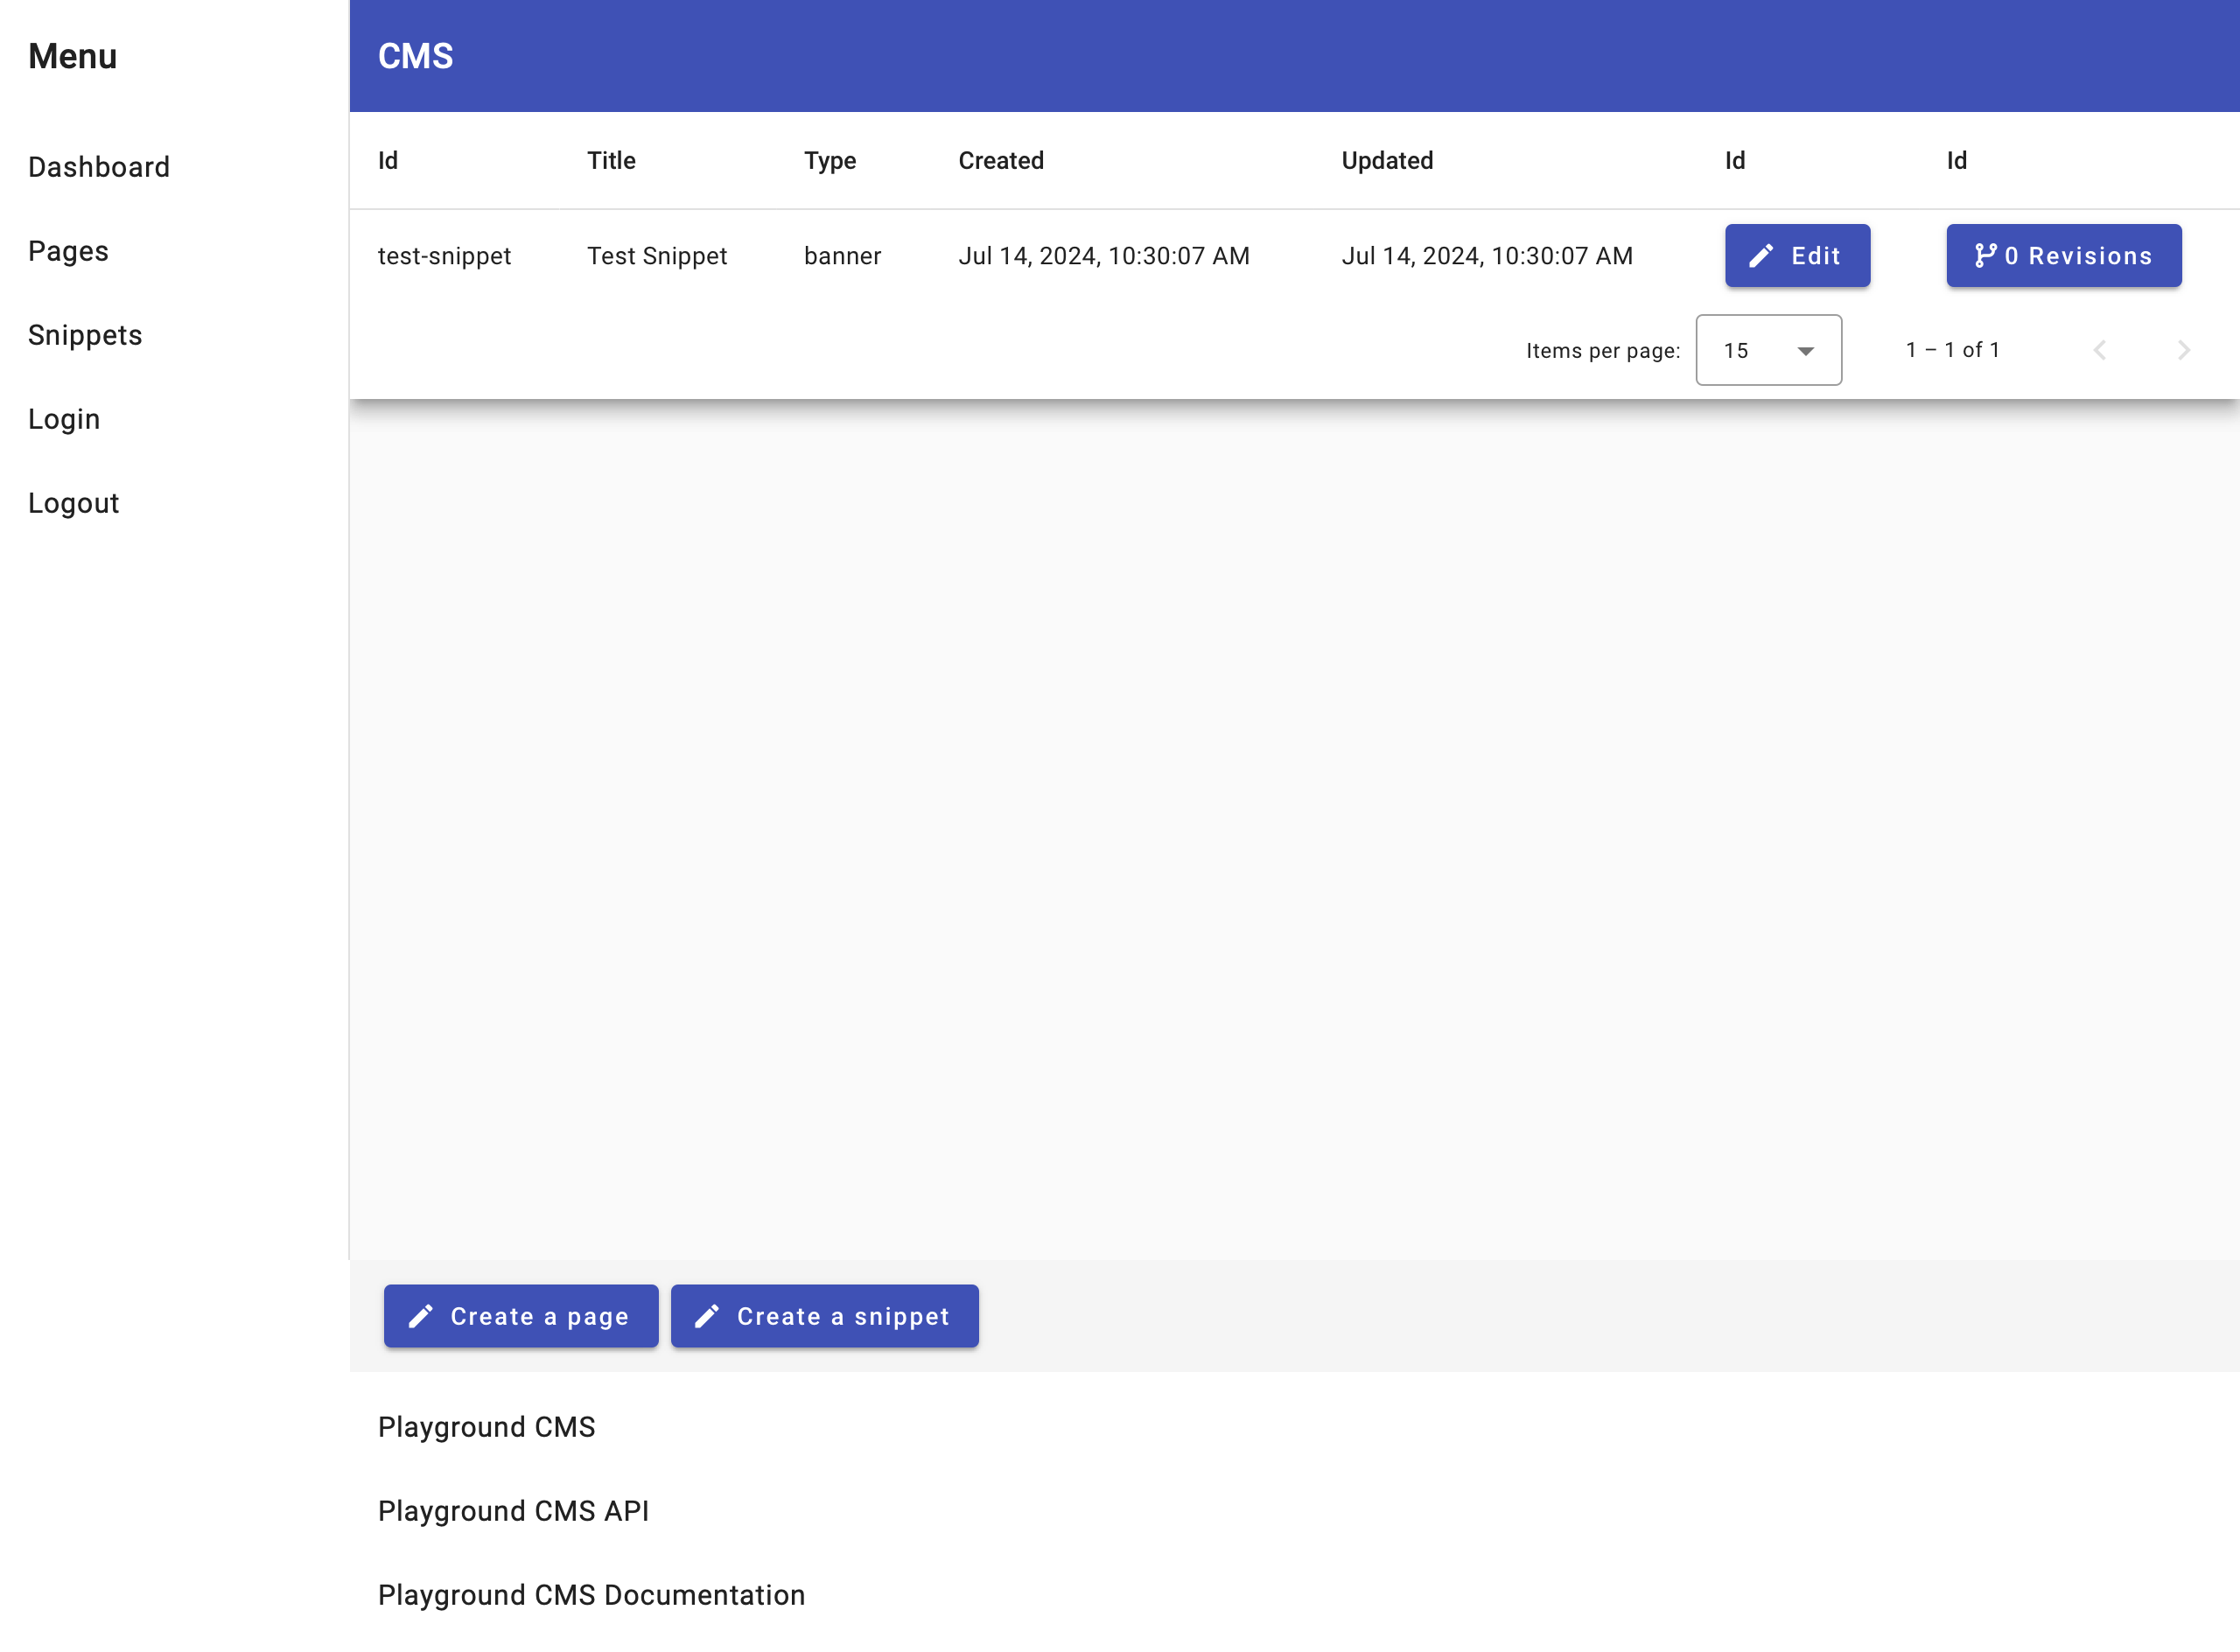 Menu
Dashboard
Pages
Snippets
Login
Logout
CMS
Id Title Type Created Updated Id Id
test-snippet Test Snippet banner Jul 14, 2024, 10:30:07 AM Jul 14, 2024, 10:30:07 AM Edit 0 Revisions
Items per page: 15 1 – 1 of 1
Create a page Create a snippet
Playground CMS
Playground CMS API
Playground CMS Documentation